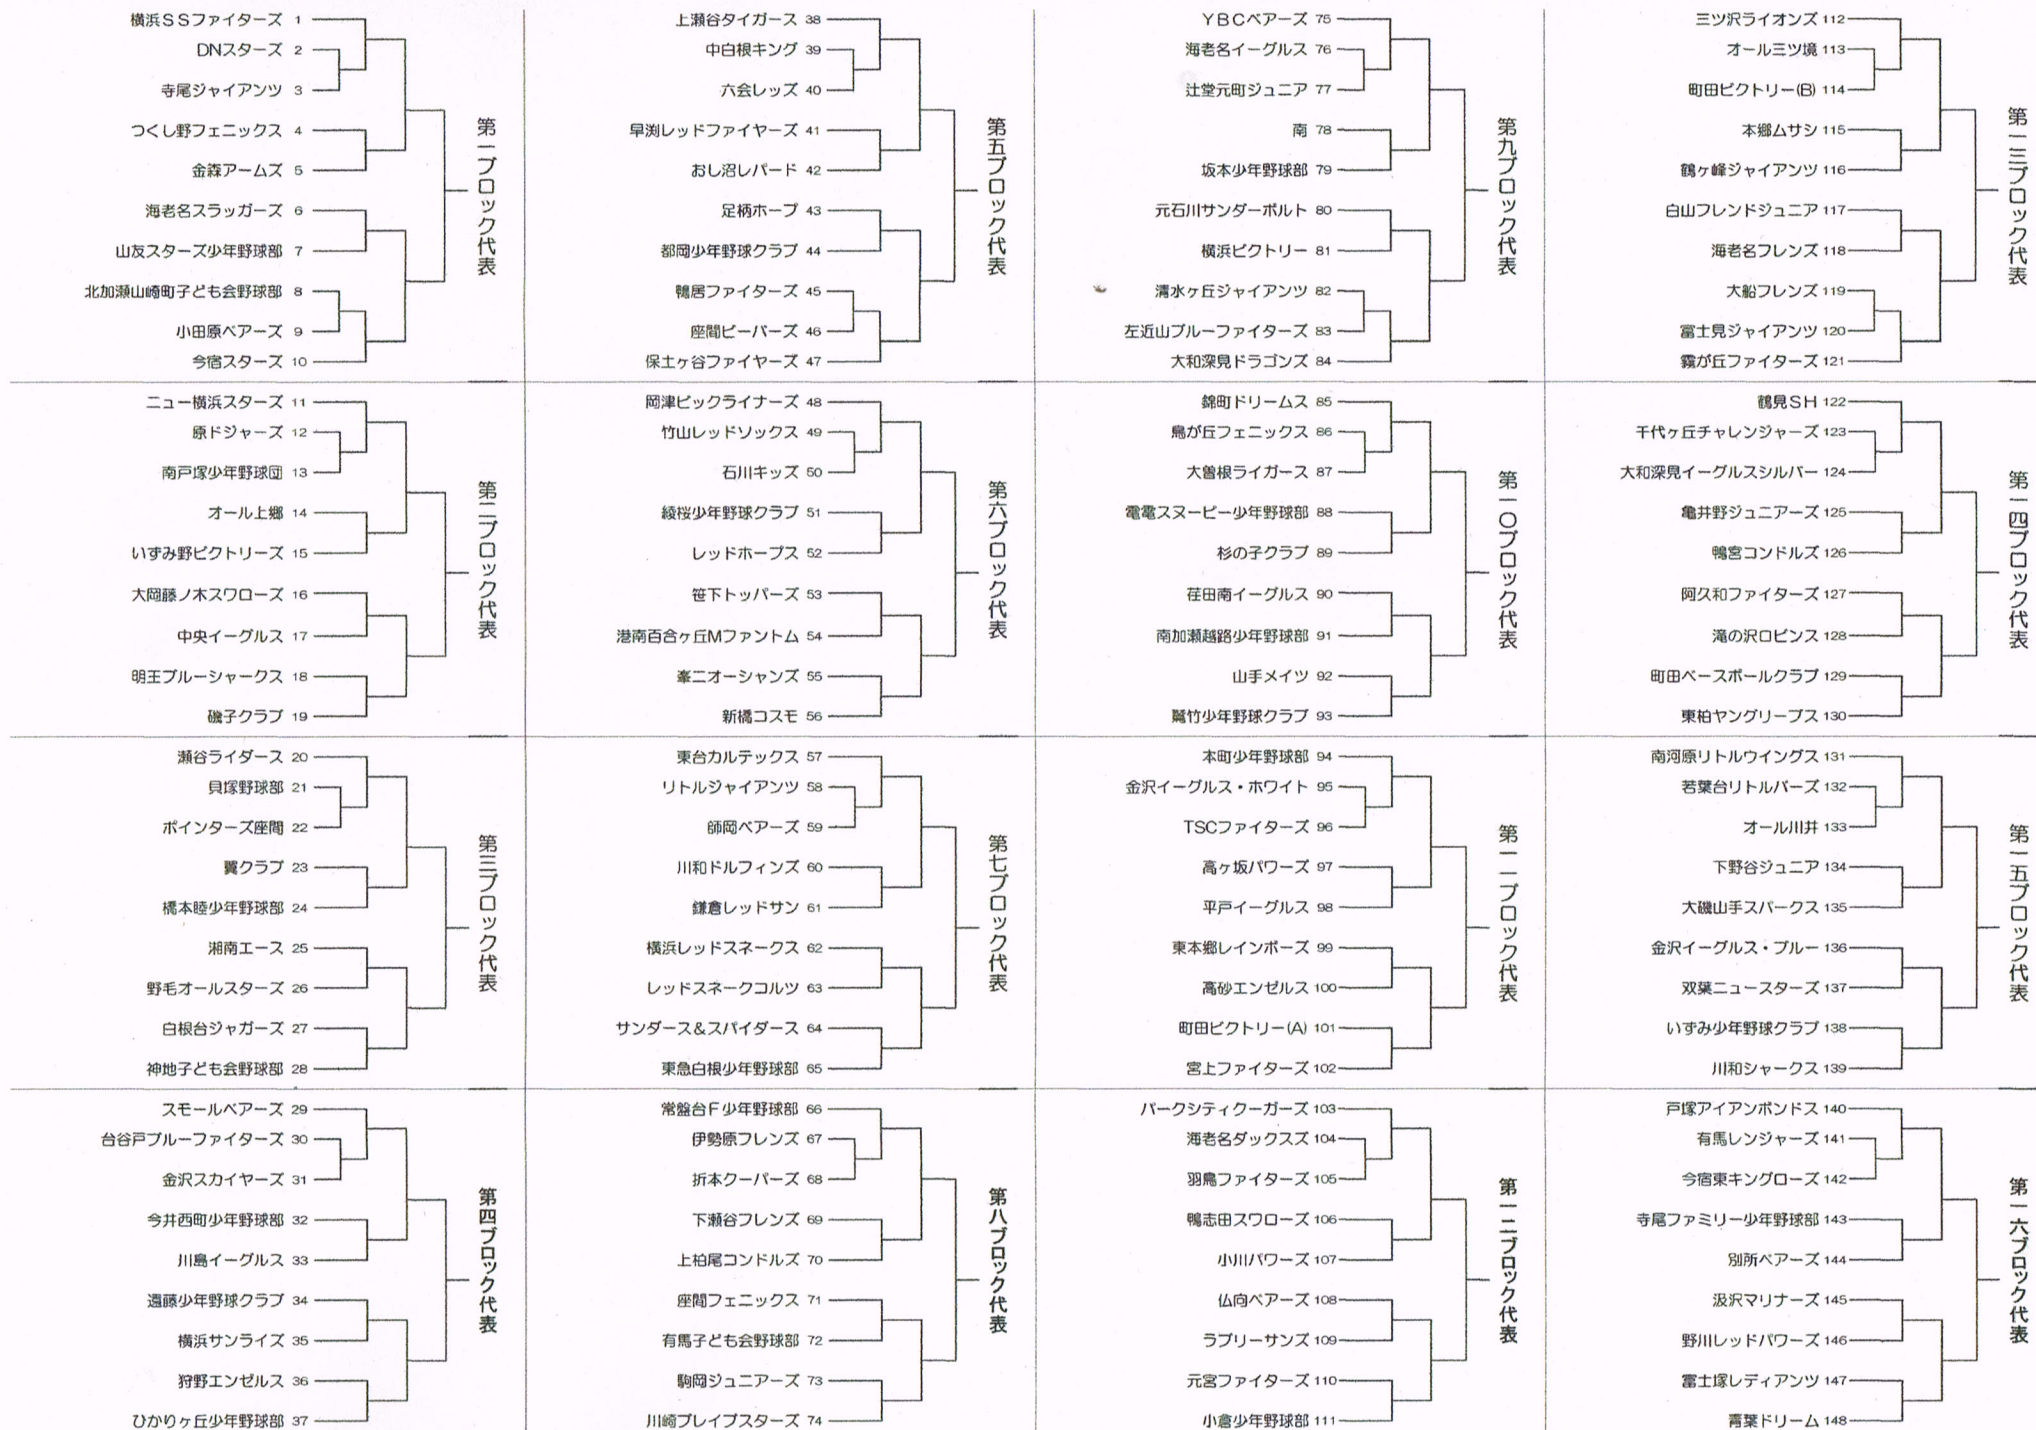 横浜SSファイターズ 1
DNスターズ 2
寺尾ジャイアンツ 3
つくし野フェニックス 4
金森アームズ 5
海老名スラッガーズ 6
山友スターズ少年野球部 7
北加瀬山崎町子ども会野球部 8
小田原ベアーズ 9
今宿スターズ 10
第一ブロック代表
ニュー横浜スターズ 11
原ドジャーズ 12
南戸塚少年野球団 13
オール上郷 14
いずみ野ビクトリーズ 15
大岡藤ノ木スワローズ 16
中央イーグルス 17
明王ブルーシャークス 18
磯子クラブ 19
第二ブロック代表
瀬谷ライダース 20
貝塚野球部 21
ポインターズ座間 22
翼クラブ 23
橋本睦少年野球部 24
湘南エース 25
野毛オールスターズ 26
白根台ジャガーズ 27
神地子ども会野球部 28
第三ブロック代表
スモールベアーズ 29
台谷戸ブルーファイターズ 30
金沢スカイヤーズ 31
今井西町少年野球部 32
川島イーグルス 33
遠藤少年野球クラブ 34
横浜サンライズ 35
狩野エンゼルス 36
ひかりヶ丘少年野球部 37
第四ブロック代表
上瀬谷タイガース 38
中白根キング 39
六会レッズ 40
早渕レッドファイヤーズ 41
おし沼レパード 42
足柄ホープ 43
都岡少年野球クラブ 44
鴨居ファイターズ 45
座間ビーバーズ 46
保土ヶ谷ファイヤーズ 47
第五ブロック代表
岡津ビックライナーズ 48
竹山レッドソックス 49
石川キッズ 50
綾桜少年野球クラブ 51
レッドホープス 52
笹下トッパーズ 53
港南百合ヶ丘Mファントム 54
峯二オーシャンズ 55
新橋コスモ 56
第六ブロック代表
東台カルテックス 57
リトルジャイアンツ 58
師岡ベアーズ 59
川和ドルフィンズ 60
鎌倉レッドサン 61
横浜レッドスネークス 62
レッドスネークコルツ 63
サンダース&スパイダース 64
東急白根少年野球部 65
第七ブロック代表
常盤台F少年野球部 66
伊勢原フレンズ 67
折本クーパーズ 68
下瀬谷フレンズ 69
上柏尾コンドルズ 70
座間フェニックス 71
有馬子ども会野球部 72
駒岡ジュニアーズ 73
川崎ブレイブスターズ 74
第八ブロック代表
YBCベアーズ 75
海老名イーグルス 76
辻堂元町ジュニア 77
南 78
坂本少年野球部 79
元石川サンダーボルト 80
横浜ビクトリー 81
清水ヶ丘ジャイアンツ 82
左近山ブルーファイターズ 83
大和深見ドラゴンズ 84
第九ブロック代表
錦町ドリームス 85
鳥が丘フェニックス 86
大曽根ライガース 87
電電スヌーピー少年野球部 88
杉の子クラブ 89
荏田南イーグルス 90
南加瀬越路少年野球部 91
山手メイツ 92
鷲竹少年野球クラブ 93
第一〇ブロック代表
本町少年野球部 94
金沢イーグルス・ホワイト 95
TSCファイターズ 96
高ヶ坂パワーズ 97
平戸イーグルス 98
東本郷レインボーズ 99
高砂エンゼルス 100
町田ビクトリー(A) 101
宮上ファイターズ 102
第一一ブロック代表
パークシティクーガーズ 103
海老名ダックスズ 104
羽鳥ファイターズ 105
鴨志田スワローズ 106
小川パワーズ 107
仏向ベアーズ 108
ラブリーサンズ 109
元宮ファイターズ 110
小倉少年野球部 111
第一二ブロック代表
三ツ沢ライオンズ 112
オール三ツ境 113
町田ビクトリー(B) 114
本郷ムサシ 115
鶴ヶ峰ジャイアンツ 116
白山フレンドジュニア 117
海老名フレンズ 118
大船フレンズ 119
富士見ジャイアンツ 120
霧が丘ファイターズ 121
第一三ブロック代表
鶴見SH 122
千代ヶ丘チャレンジャーズ 123
大和深見イーグルスシルバー 124
亀井野ジュニアーズ 125
鴨宮コンドルズ 126
阿久和ファイターズ 127
滝の沢ロビンス 128
町田ベースボールクラブ 129
東柏ヤングリーブス 130
第一四ブロック代表
南河原リトルウイングス 131
若葉台リトルバーズ 132
オール川井 133
下野谷ジュニア 134
大磯山手スパークス 135
金沢イーグルス・ブルー 136
双葉ニュースターズ 137
いずみ少年野球クラブ 138
川和シャークス 139
第一五ブロック代表
戸塚アイアンボンドス 140
有馬レンジャーズ 141
今宿東キングローズ 142
寺尾ファミリー少年野球部 143
別所ベアーズ 144
汲沢マリナーズ 145
野川レッドパワーズ 146
富士塚レディアンツ 147
青葉ドリーム 148
第一六ブロック代表